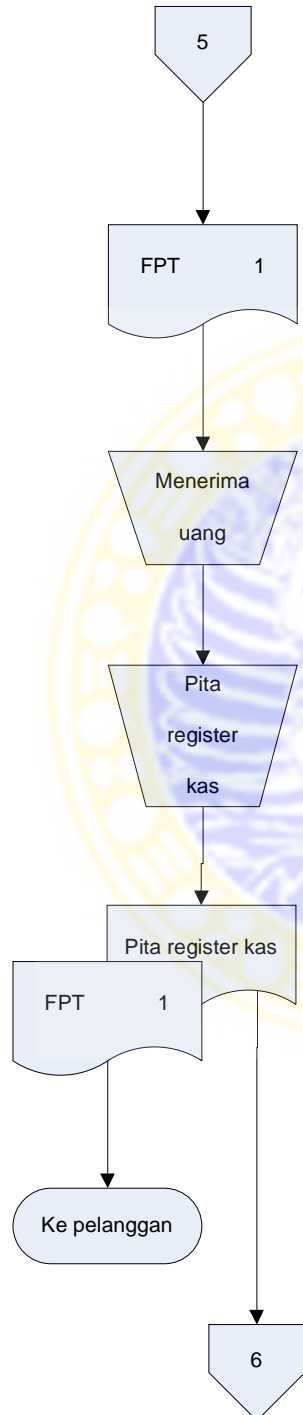 5
FPT 1
Menerima
uang
Pita
register
kas
Pita register kas
FPT 1
Ke pelanggan
6